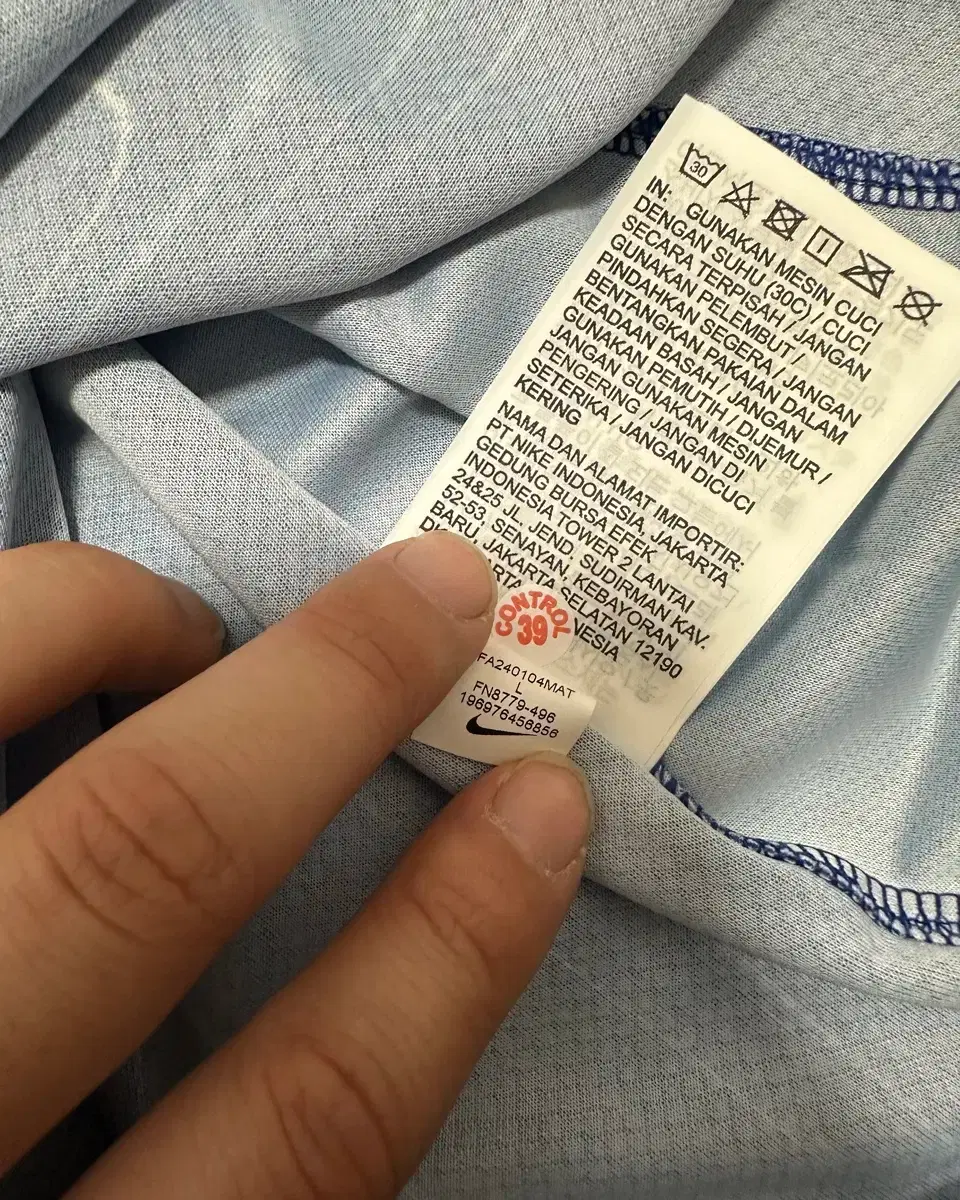 30
IN: GUNAKAN MESIN CUCI
DENGAN SUHU (30C) / CUCI
SECARA TERPISAH / JANGAN
GUNAKAN PELEMBUT /
PINDAHKAN SEGERA / JANGAN
BENTANGKAN PAKAIAN DALAM
KEADAAN BASAH / JANGAN
GUNAKAN PEMUTIH / DIJEMUR /
JANGAN GUNAKAN MESIN
PENGERING / JANGAN DI
SETERIKA / JANGAN DICUCI
KERING
NAMA DAN ALAMAT IMPORTIR:
PT NIKE INDONESIA, JAKARTA
GEDUNG BURSA EFEK
INDONESIA TOWER 2 LANTAI
24&25 JL. JEND. SUDIRMAN KAV.
52-53, SENAYAN, KEBAYORAN
BARU, JAKARTA SELATAN 12190
CONTROL
39
FA240104MAT
L
FN8779-496
196976456856